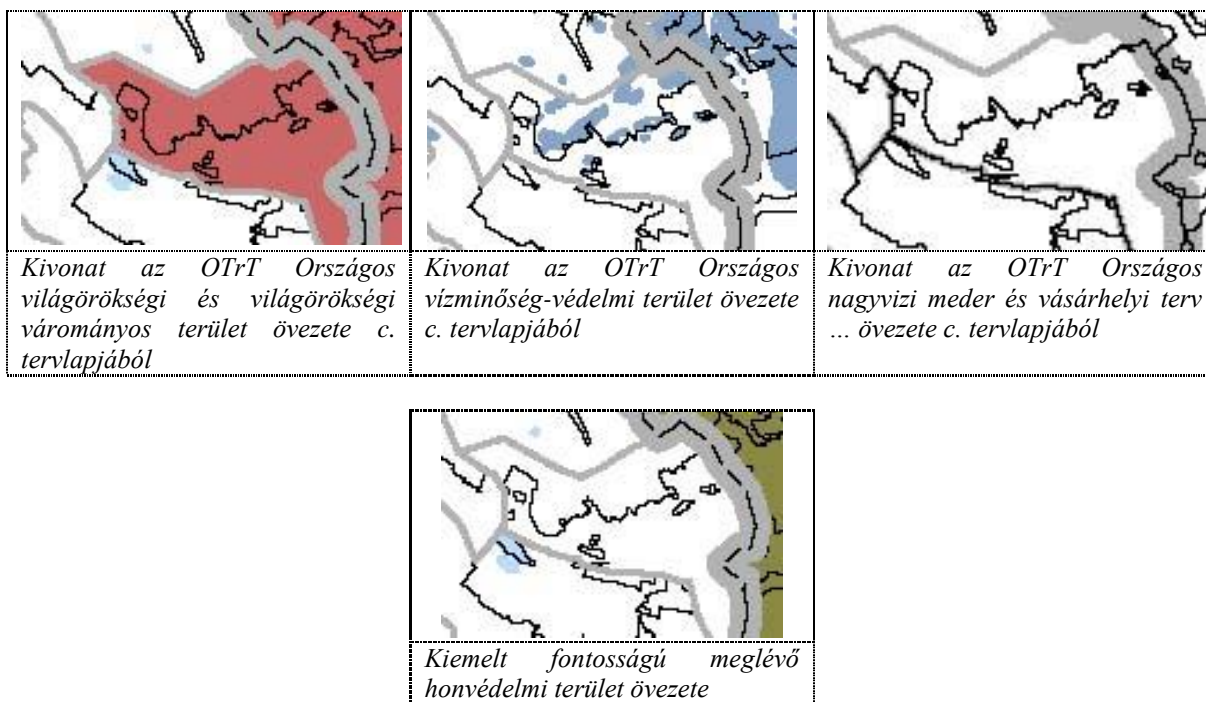 Kivonat az OTrT Országos
világörökségi és világörökségi
várományos terület övezete c.
tervlapjából
Kivonat az OTrT Országos
vízminőség-védelmi terület övezete
c. tervlapjából
Kivonat az OTrT Országos
nagyvizi meder és vásárhelyi terv
... övezete c. tervlapjából
Kiemelt fontosságú meglévő
honvédelmi terület övezete